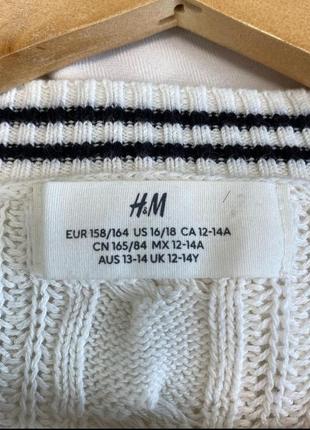 H&M
EUR 158/164 US 16/18 CA 12-14A
CN 165/84 MX 12-14A
AUS 13-14 UK 12-14Y